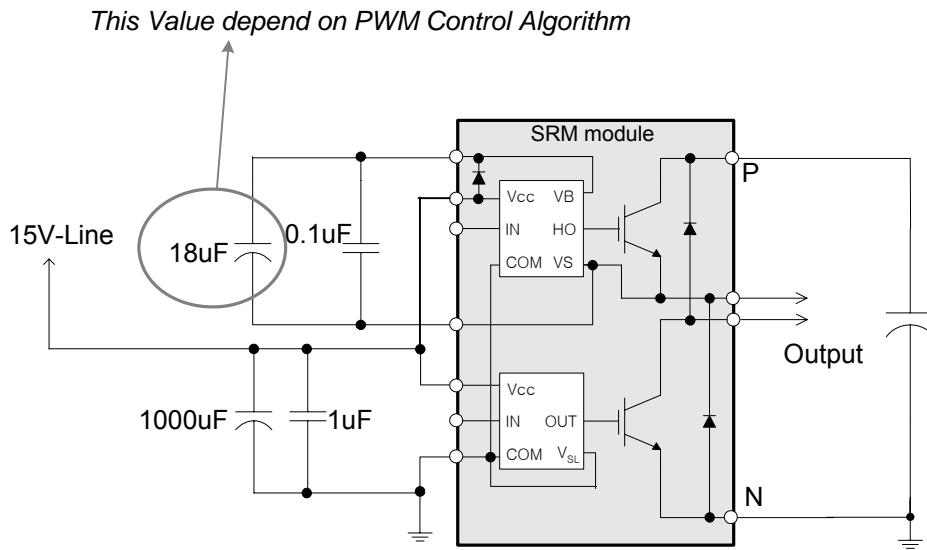 This Value depend on PWM Control Algorithm
SRM module
P
Vcc VB
15V-Line
18uF
0.1uF
IN HO
COM VS
Output
Vcc
1000uF
1uF
IN OUT
COM VSL
N